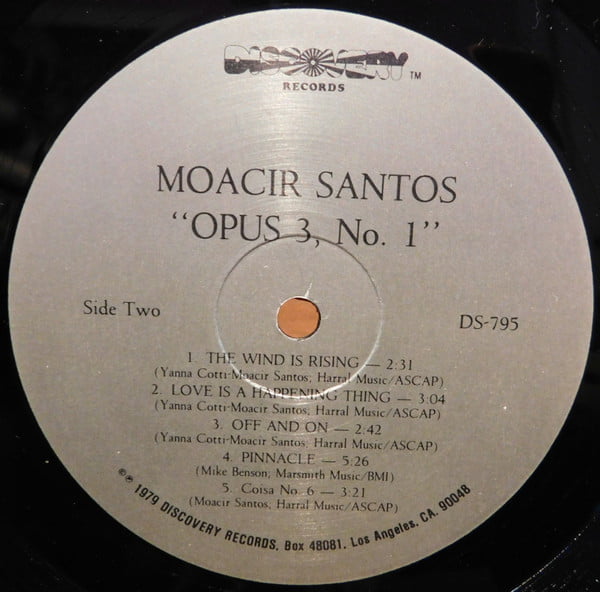 DISCOVERY TM
RECORDS
MOACIR SANTOS
“OPUS 3, No. 1”
Side Two
DS-795
1. THE WIND IS RISING — 2:31
(Yanna Cotti-Moacir Santos; Harral Music/ASCAP)
2. LOVE IS A HAPPENING THING — 3:04
(Yanna Cotti-Moacir Santos; Harral Music/ASCAP)
3. OFF AND ON — 2:42
(Yanna Cotti-Moacir Santos; Harral Music/ASCAP)
4. PINNACLE — 5:26
(Mike Benson; Marsmith Music/BMI)
5. Coisa No. 6 — 3:21
(Moacir Santos, Harral Music/ASCAP)
©℗ 1979 DISCOVERY RECORDS, Box 48081, Los Angeles, CA. 90048